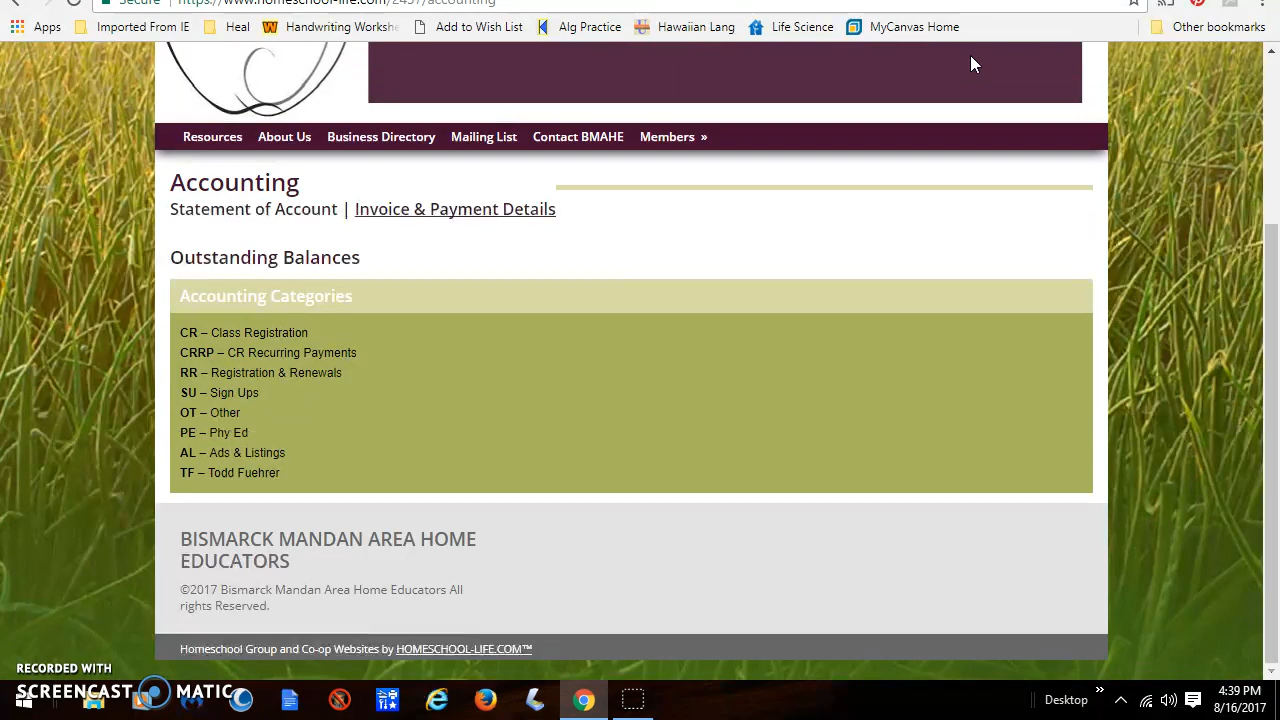 Secure https://www.homeschool-life.com/2497/accounting
Apps Imported From IE Heal Handwriting Workshe Add to Wish List Alg Practice Hawaiian Lang Life Science MyCanvas Home Other bookmarks
Resources About Us Business Directory Mailing List Contact BMAHE Members »
Accounting
Statement of Account | Invoice & Payment Details
Outstanding Balances
Accounting Categories
CR – Class Registration
CRRP – CR Recurring Payments
RR – Registration & Renewals
SU – Sign Ups
OT – Other
PE – Phy Ed
AL – Ads & Listings
TF – Todd Fuehrer
BISMARCK MANDAN AREA HOME
EDUCATORS
©2017 Bismarck Mandan Area Home Educators All
rights Reserved.
Homeschool Group and Co-op Websites by HOMESCHOOL-LIFE.COM™
RECORDED WITH
SCREENCAST MATIC
Desktop
4:39 PM
8/16/2017